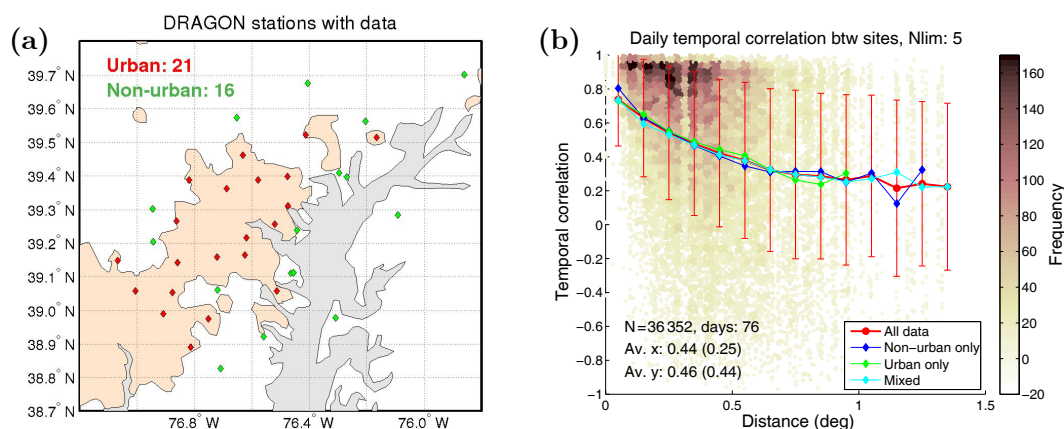 (a)
DRAGON stations with data
Urban: 21
Non-urban: 16
39.7° N
39.6° N
39.5° N
39.4° N
39.3° N
39.2° N
39.1° N
39.0° N
38.9° N
38.8° N
38.7° N
76.8° W
76.4° W
76.0° W
(b)
Daily temporal correlation btw sites, Nlim: 5
Temporal correlation
1
0.8
0.6
0.4
0.2
0
−0.2
−0.4
−0.6
−0.8
−1
N=36 352, days: 76
Av. x: 0.44 (0.25)
Av. y: 0.46 (0.44)
All data
Non−urban only
Urban only
Mixed
0
0.5
1
1.5
Distance (deg)
160
140
120
100
80
60
40
20
0
−20
Frequency